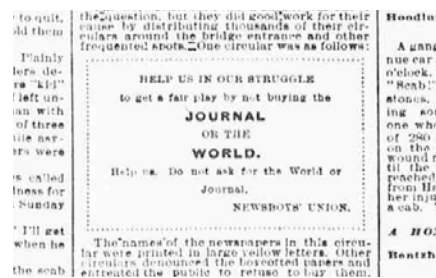 to quit,
old them
Plainly
ders de-
re "kid"
left un-
an with
of three
ile asy-
ers were
s called
lness for
Sunday
I'll get
when he
the scab
the question, but they did good work for their
cause by distributing thousands of their cir-
culars around the bridge entrance and other
frequented spots. One circular was as follows:
HELP US IN OUR STRUGGLE
to get a fair play by not buying the
JOURNAL
OR THE
WORLD.
Help us. Do not ask for the World or
Journal.
NEWSBOYS' UNION.
The names of the newspapers in this circu-
lar were printed in large yellow letters. Other
circulars denounced the boycotted papers and
entreated the public to refuse to buy them.
Hoodlu
A gang
nue car
o'clock.
"Scab!"
stones.
ing so
one wh
of 280
on the
wound r
til the
reached
from He
her inju
a cab.
A HO
Bentzh